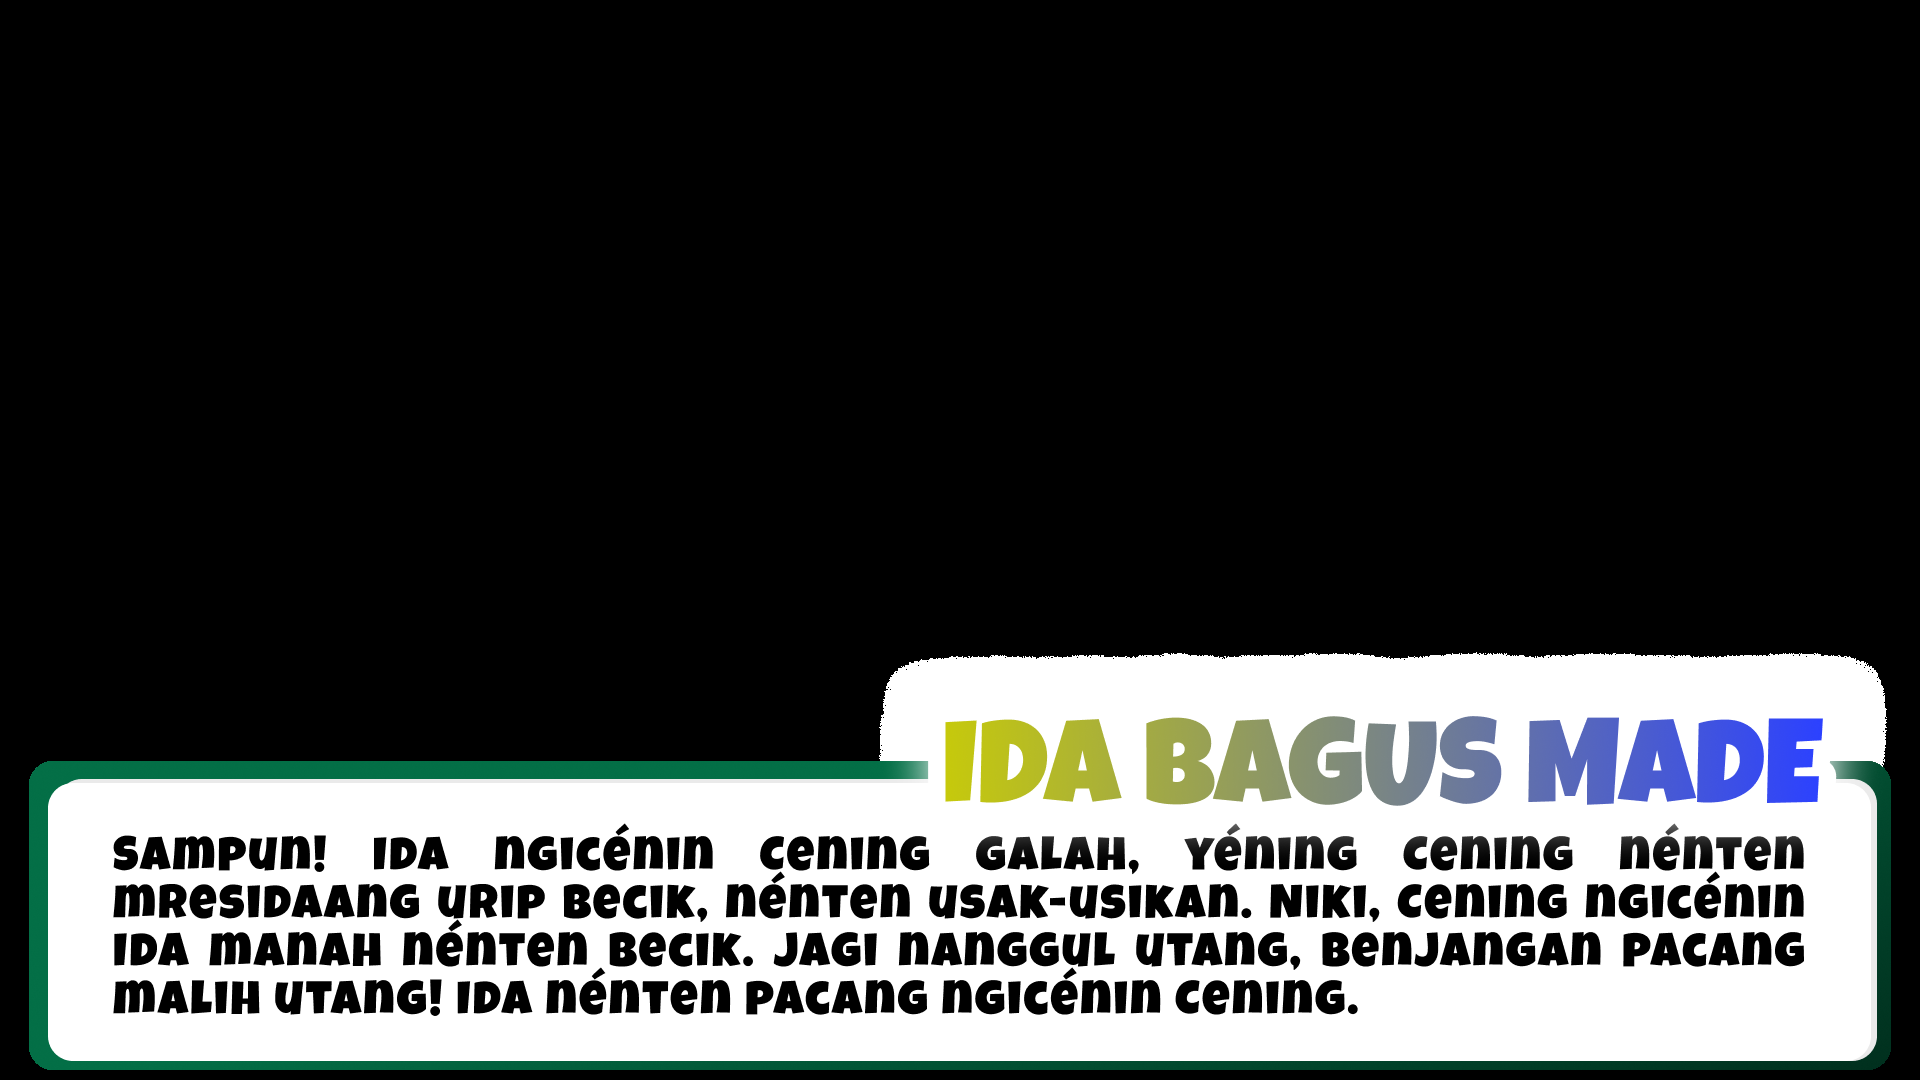 IDA BAGUS MADE
Sampun! Ida ngicénin cening galah, yéning cening nénten
mresidaang urip becik, nénten usak-usikan. Niki, cening ngicénin
Ida manah nénten becik. Jagi nanggul utang, benjangan pacang
malih utang! Ida nénten pacang ngicénin cening.